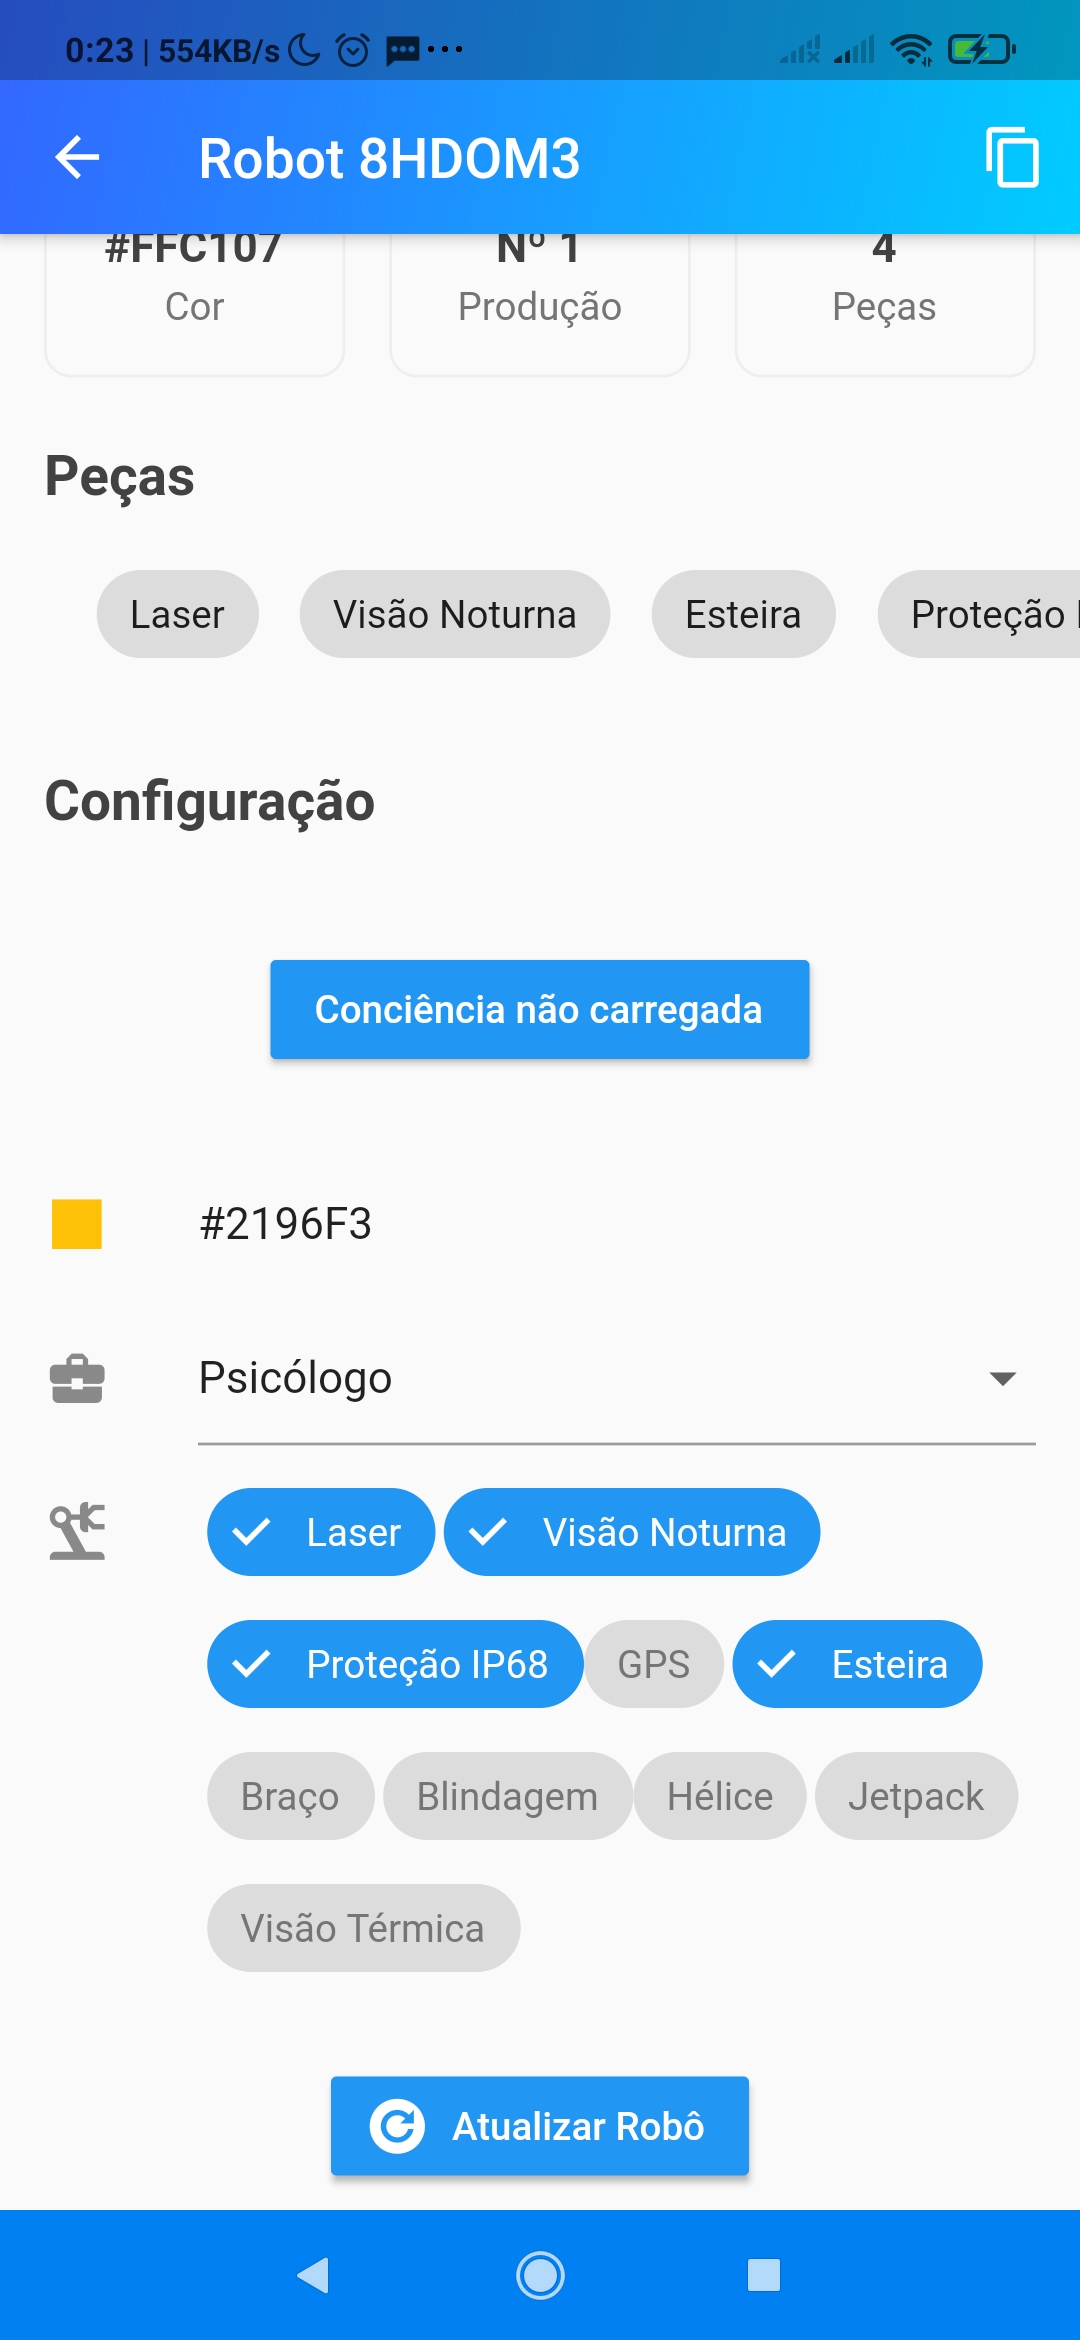 0:23 | 554KB/s
Robot 8HDOM3
#FFC107
Nº 1
4
Cor
Produção
Peças
Peças
Laser
Visão Noturna
Esteira
Proteção
Configuração
Conciência não carregada
#2196F3
Psicólogo
Laser
Visão Noturna
Proteção IP68
GPS
Esteira
Braço
Blindagem
Hélice
Jetpack
Visão Térmica
Atualizar Robô